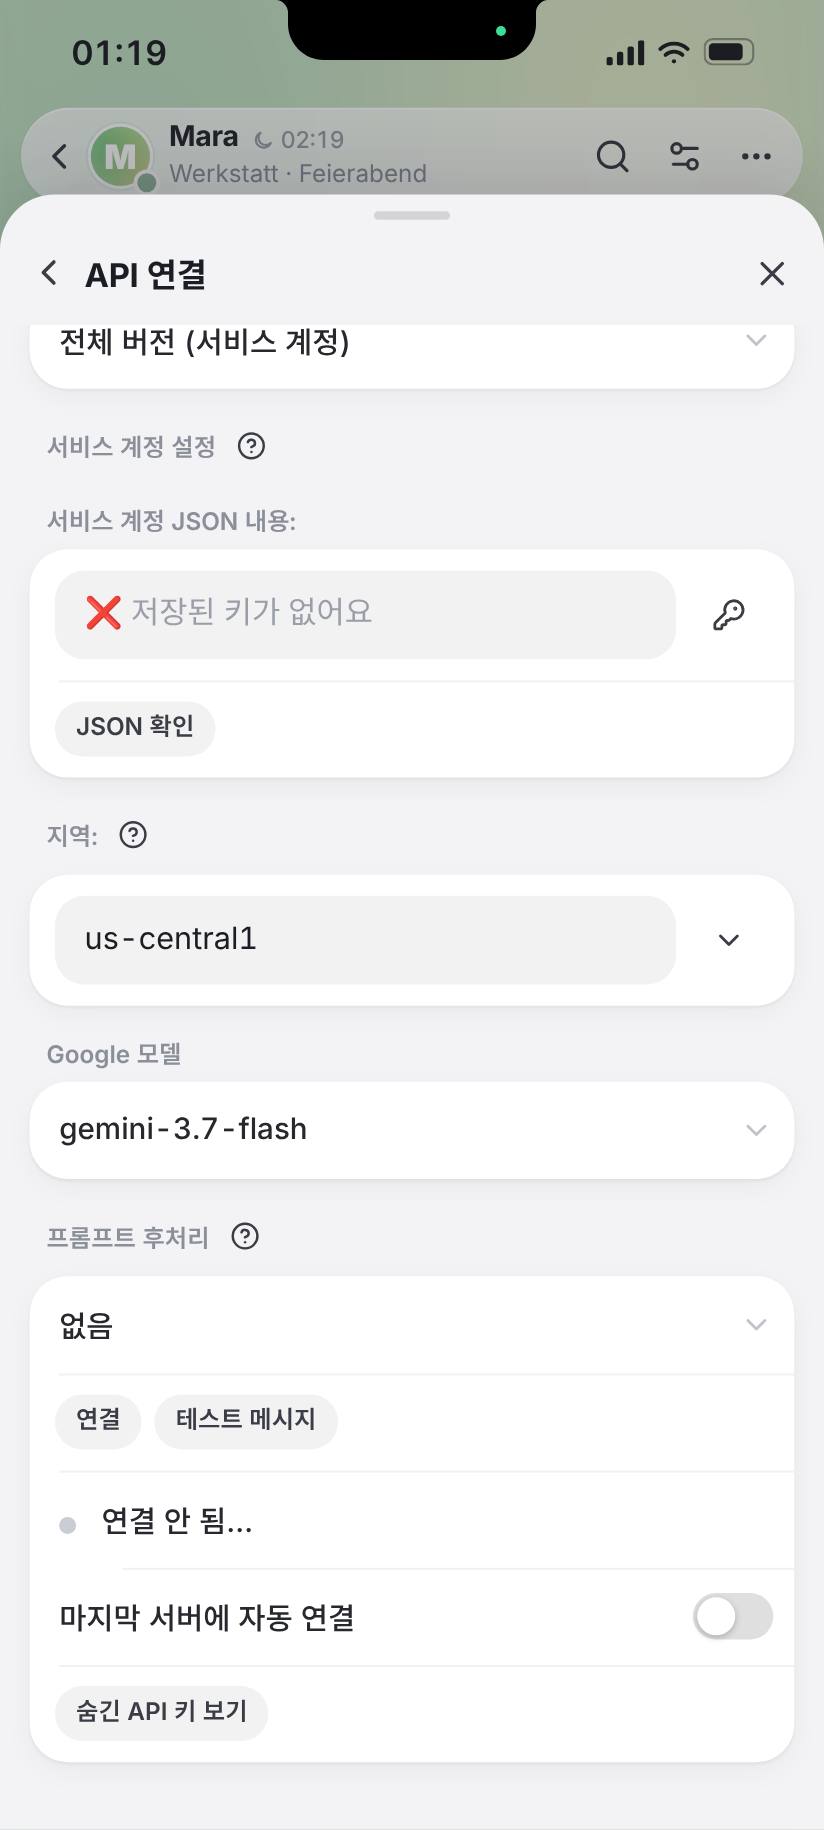 01:19
M
Mara 02:19
Werkstatt · Feierabend
API 연결
전체 버전 (서비스 계정)
서비스 계정 설정
서비스 계정 JSON 내용:
❌ 저장된 키가 없어요
JSON 확인
지역:
us-central1
Google 모델
gemini-3.7-flash
프롬프트 후처리
없음
연결 테스트 메시지
연결 안 됨...
마지막 서버에 자동 연결
숨긴 API 키 보기